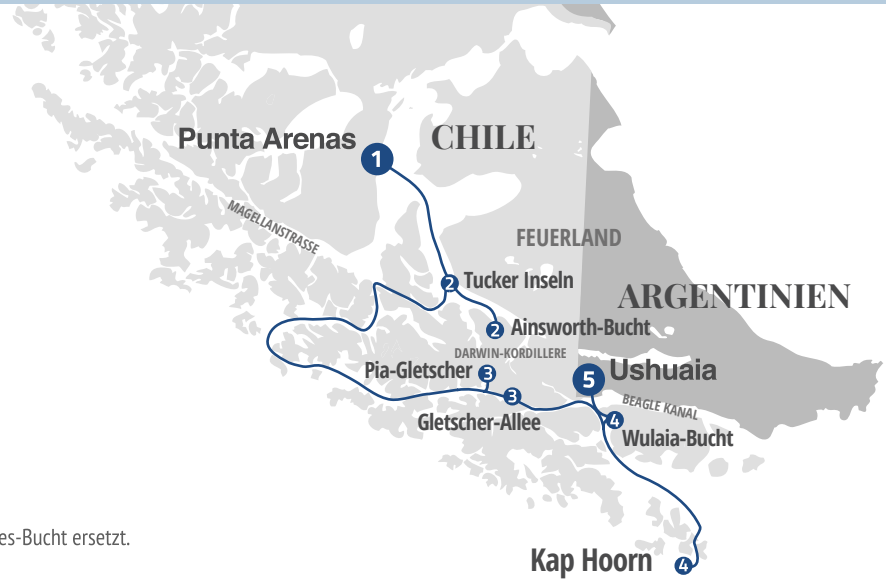 Punta Arenas
1
CHILE
MAGELLANSTRASSE
FEUERLAND
2
Tucker Inseln
ARGENTINIEN
2
Ainsworth-Bucht
DARWIN-KORDILLERE
Pia-Gletscher
3
5
Ushuaia
3
Gletscher-Allee
BEAGLE KANAL
4
Wulaia-Bucht
es-Bucht ersetzt.
Kap Hoorn
4